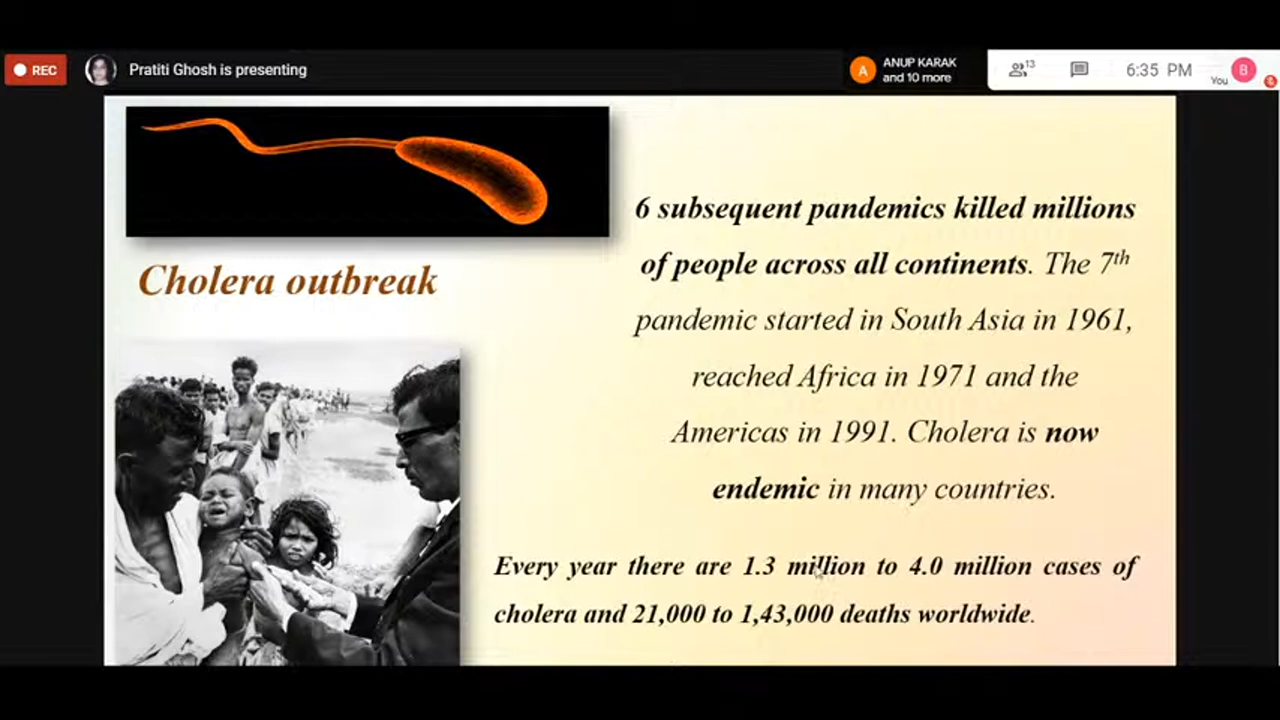 REC
Pratiti Ghosh is presenting
A
ANUP KARAK
and 10 more
13
6:35 PM
You
B
6 subsequent pandemics killed millions
of people across all continents. The 7th
pandemic started in South Asia in 1961,
reached Africa in 1971 and the
Americas in 1991. Cholera is now
endemic in many countries.
Cholera outbreak
Every year there are 1.3 million to 4.0 million cases of
cholera and 21,000 to 1,43,000 deaths worldwide.